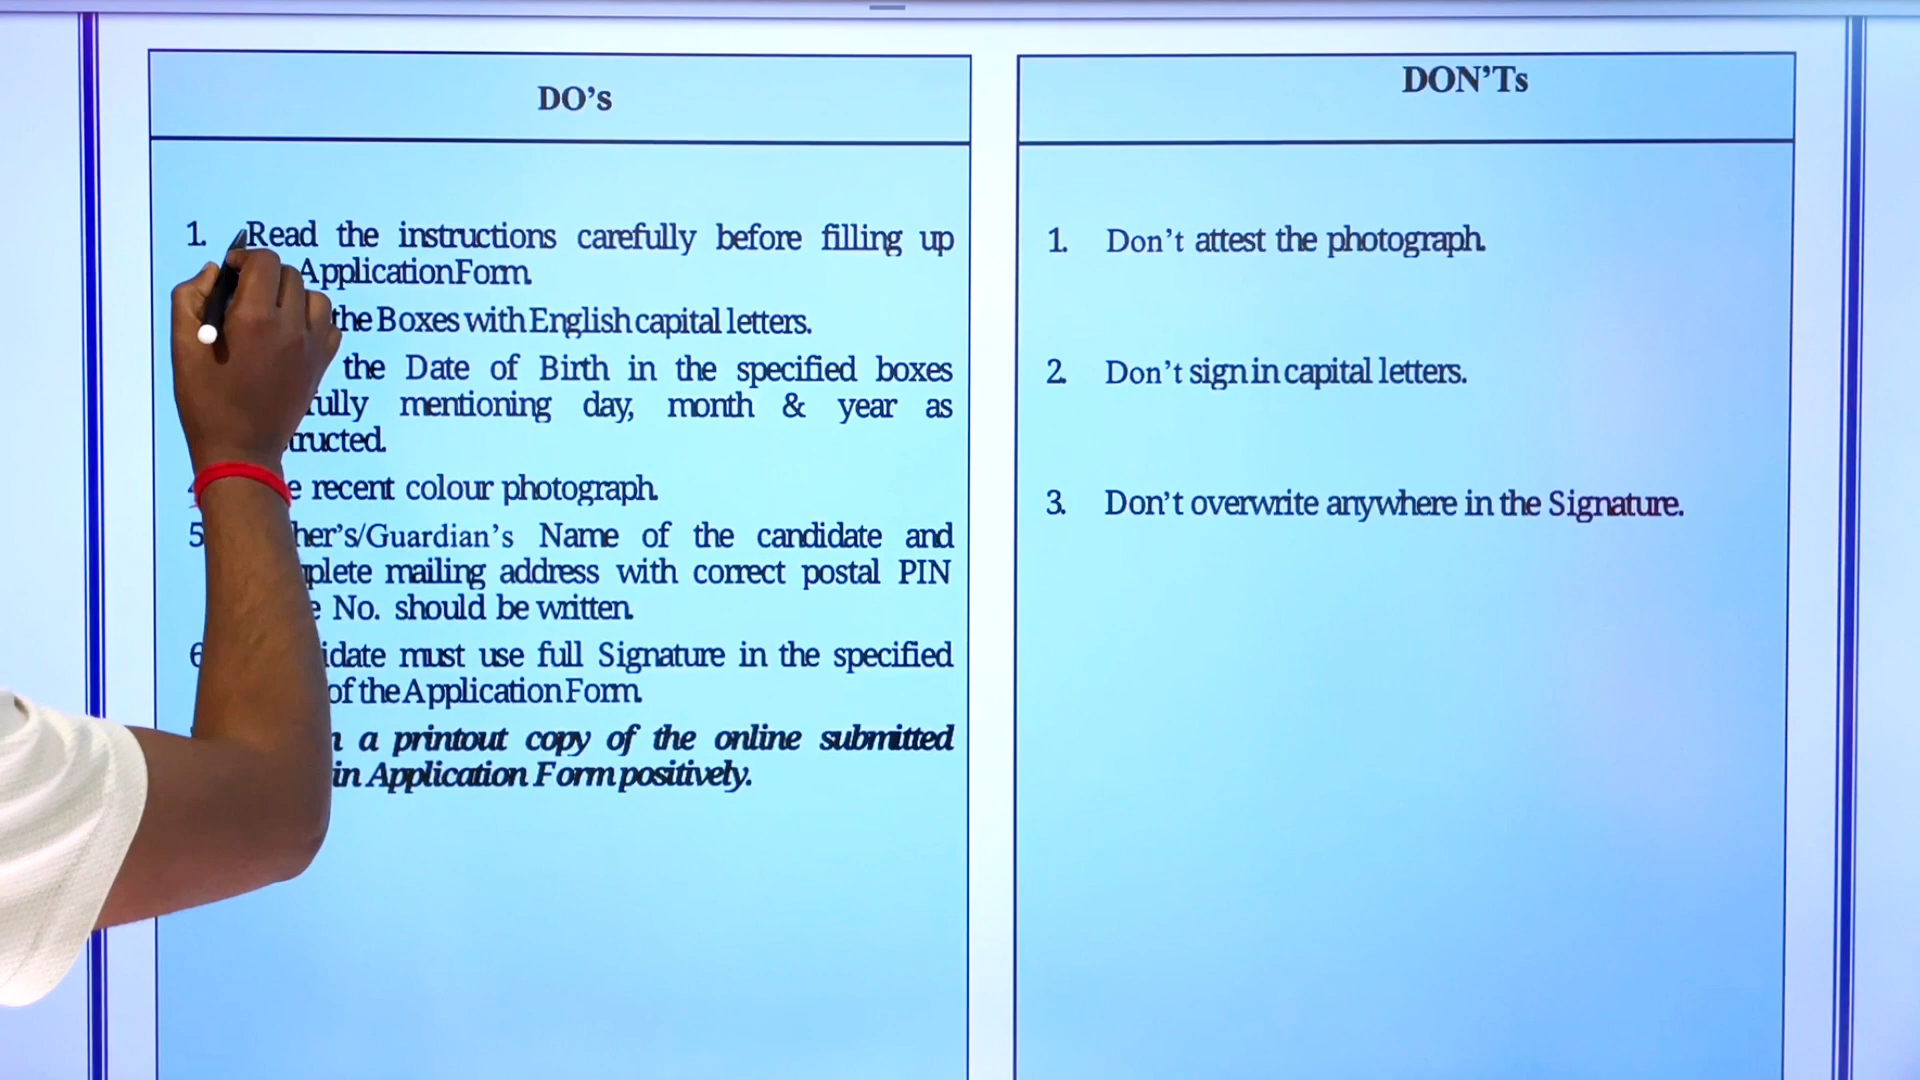 DO's
1. Read the instructions carefully before filling up
ApplicationForm.
the Boxes with English capital letters.
the Date of Birth in the specified boxes
mentioning day, month & year as
recent colour photograph.
5 Name of the candidate and
mailing address with correct postal PIN
No. should be written.
6 must use full Signature in the specified
of the Application Form.
a printout copy of the online submitted
in Application Form positively.
DON'Ts
1. Don't attest the photograph.
2. Don't sign in capital letters.
3. Don't overwrite anywhere in the Signature.